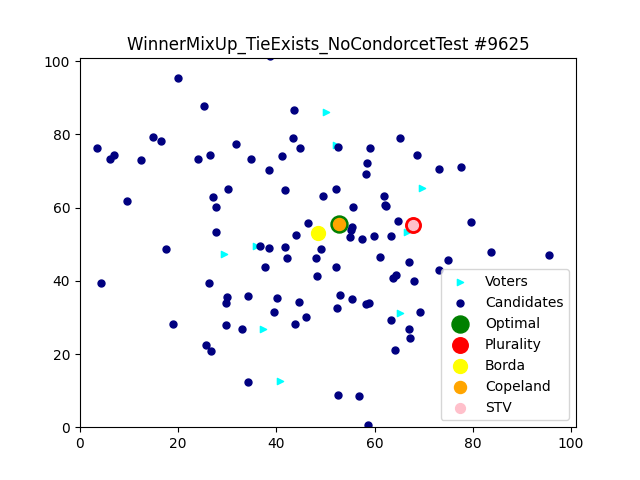 WinnerMixUp_TieExists_NoCondorcetTest #9625
100
80
60
40
20
0
0 20 40 60 80 100
Voters
Candidates
Optimal
Plurality
Borda
Copeland
STV